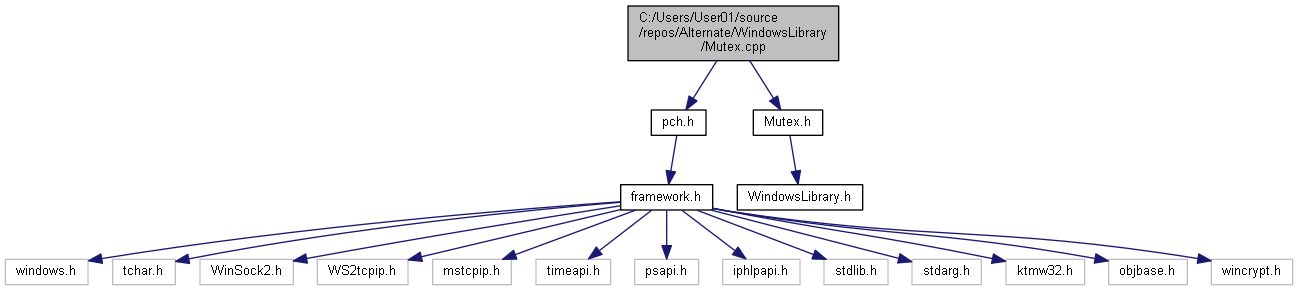 C:/Users/User01/source
/repos/Alternate/WindowsLibrary
/Mutex.cpp
pch.h
Mutex.h
framework.h
WindowsLibrary.h
windows.h
tchar.h
WinSock2.h
WS2tcpip.h
mstcpip.h
timeapi.h
psapi.h
iphlpapi.h
stdlib.h
stdarg.h
ktmw32.h
objbase.h
wincrypt.h